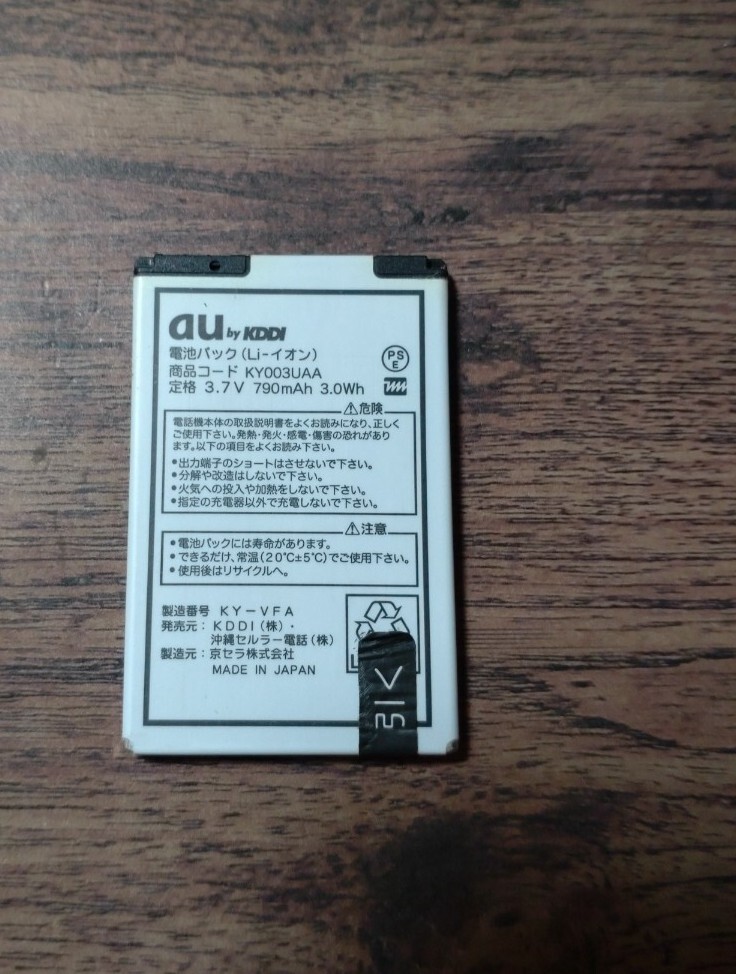 au by KDDI
電池パック(Li-イオン)
商品コード KY003UAA
定格 3.7V 790mAh 3.0Wh
PS
E
⚠危険
電話機本体の取扱説明書をよくお読みになり、正しく
ご使用下さい。発熱・発火・感電・傷害の恐れがあり
ます。以下の項目をよくお読み下さい。
•出力端子のショートはさせないで下さい。
•分解や改造はしないで下さい。
•火気への投入や加熱をしないで下さい。
•指定の充電器以外で充電しないで下さい。
⚠注意
•電池パックには寿命があります。
•できるだけ、常温(20℃±5℃)でご使用下さい。
•使用後はリサイクルへ。
製造番号 KY-VFA
発売元:KDDI(株)・
沖縄セルラー電話(株)
製造元:京セラ株式会社
MADE IN JAPAN
引く